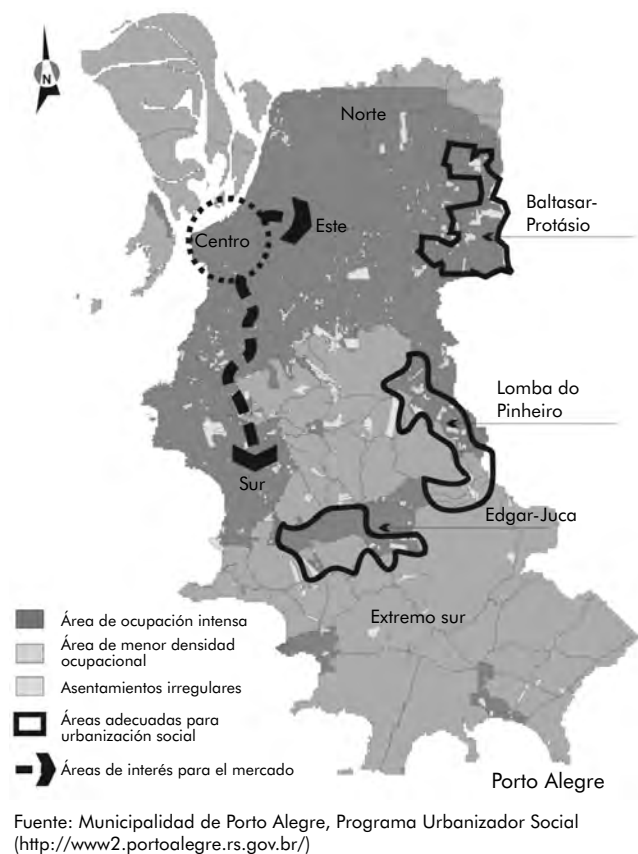 N
Norte
Baltasar-
Protásio
Este
Centro
Lomba do
Pinheiro
Sur
Edgar-Juca
Extremo sur
Área de ocupación intensa
Área de menor densidad
ocupacional
Asentamientos irregulares
Áreas adecuadas para
urbanización social
Áreas de interés para el mercado
Porto Alegre
Fuente: Municipalidad de Porto Alegre, Programa Urbanizador Social
(http://www2.portoalegre.rs.gov.br/)